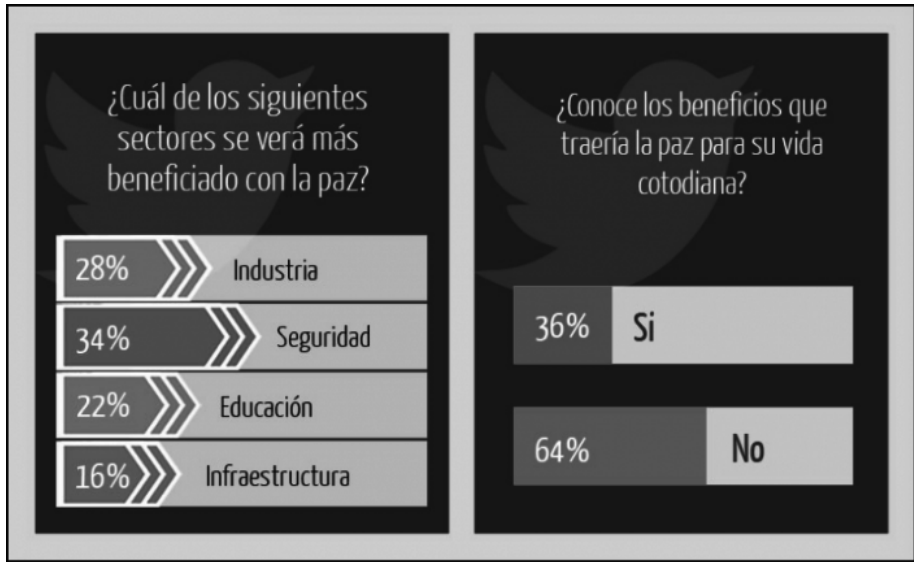 ¿Cuál de los siguientes
sectores se verá más
beneficiado con la paz?
28% Industria
34% Seguridad
22% Educación
16% Infraestructura
¿Conoce los beneficios que
traería la paz para su vida
cotodiana?
36% Si
64% No